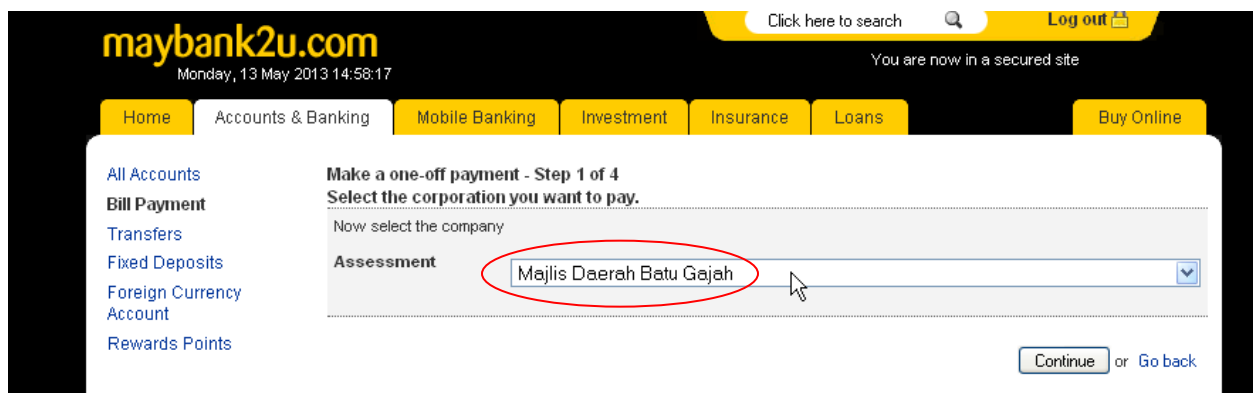 Click here to search
Log out
maybank2u.com
Monday, 13 May 2013 14:58:17
You are now in a secured site
Home
Accounts & Banking
Mobile Banking
Investment
Insurance
Loans
Buy Online
All Accounts
Bill Payment
Transfers
Fixed Deposits
Foreign Currency
Account
Rewards Points
Make a one-off payment - Step 1 of 4
Select the corporation you want to pay.
Now select the company
Assessment
Majlis Daerah Batu Gajah
Continue or Go back